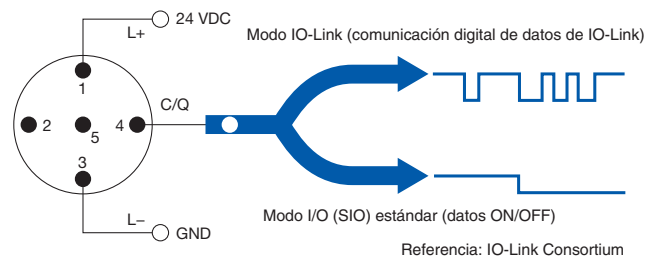 24 VDC
L+
Modo IO-Link (comunicación digital de datos de IO-Link)
1
C/Q
2
5
4
3
L−
GND
Modo I/O (SIO) estándar (datos ON/OFF)
Referencia: IO-Link Consortium